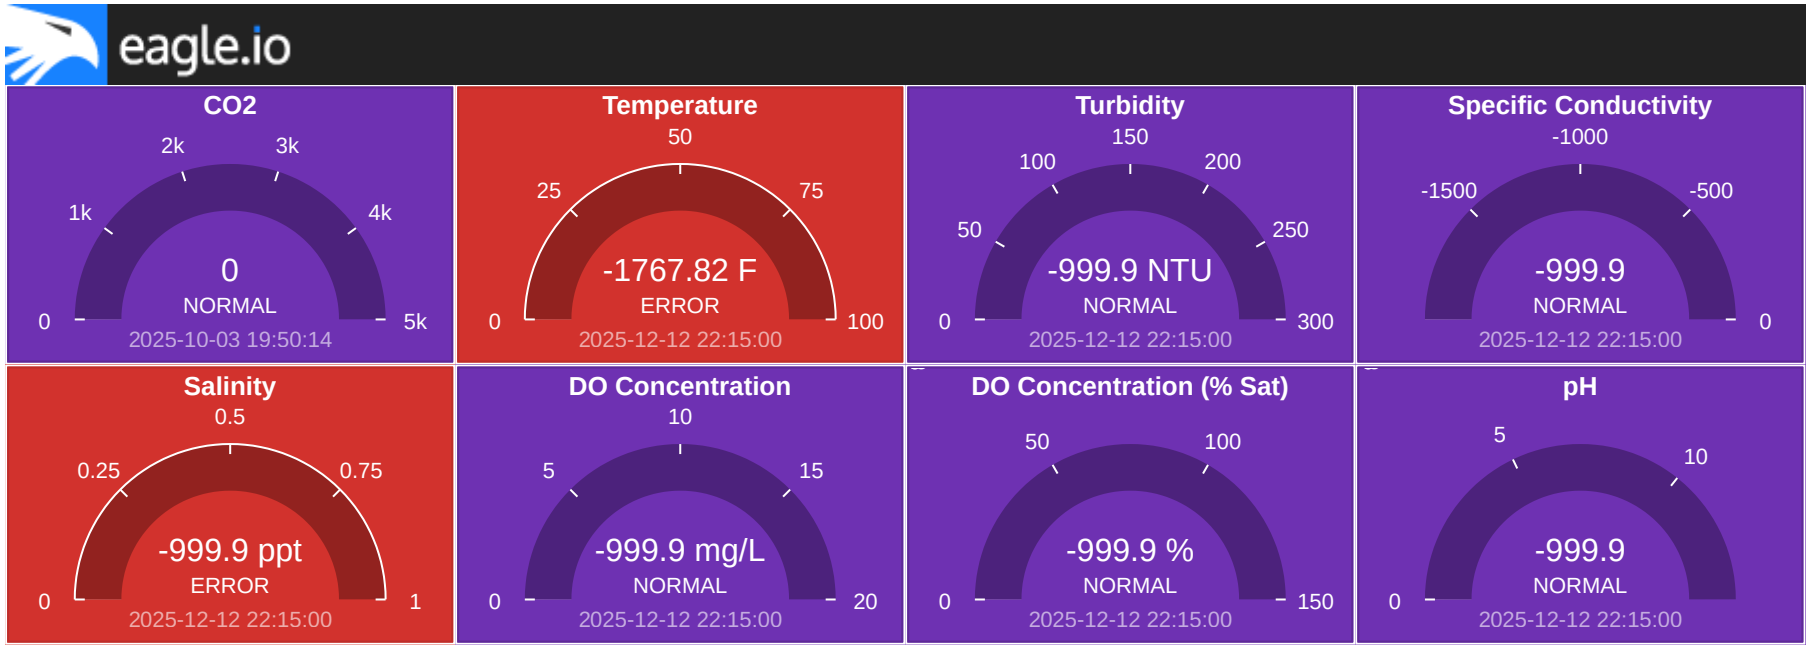 eagle.io
CO2
2k 3k
1k 4k
0
NORMAL
0 5k
2025-10-03 19:50:14
Temperature
50
25 75
-1767.82 F
ERROR
0 100
2025-12-12 22:15:00
Turbidity
150
100 200
50 250
-999.9 NTU
NORMAL
0 300
2025-12-12 22:15:00
Specific Conductivity
-1000
-1500 -500
-999.9
NORMAL
0
2025-12-12 22:15:00
Salinity
0.5
0.25 0.75
-999.9 ppt
ERROR
0 1
2025-12-12 22:15:00
DO Concentration
10
5 15
-999.9 mg/L
NORMAL
0 20
2025-12-12 22:15:00
DO Concentration (% Sat)
50 100
-999.9 %
NORMAL
0 150
2025-12-12 22:15:00
pH
5
10
-999.9
NORMAL
0
2025-12-12 22:15:00